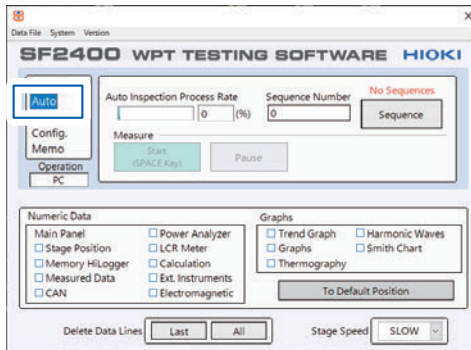 Data File System Version
SF2400 WPT TESTING SOFTWARE HIOKI
Auto
Config.
Memo
Operation
PC
Auto Inspection Process Rate
0 (%)
Sequence Number
0
No Sequences
Sequence
Measure
Start
(SPACE Key)
Pause
Numeric Data
Main Panel
Stage Position
Memory HiLogger
Measured Data
CAN
Power Analyzer
LCR Meter
Calculation
Ext. Instruments
Electromagnetic
Graphs
Trend Graph
Graphs
Thermography
Harmonic Waves
Smith Chart
To Default Position
Delete Data Lines Last All
Stage Speed SLOW